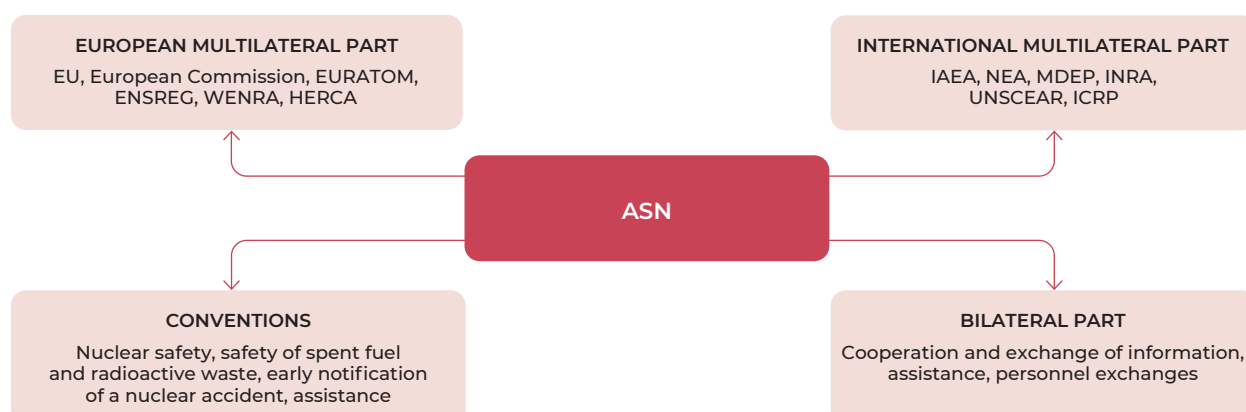 EUROPEAN MULTILATERAL PART
EU, European Commission, EURATOM,
ENSREG, WENRA, HERCA
INTERNATIONAL MULTILATERAL PART
IAEA, NEA, MDEP, INRA,
UNSCEAR, ICRP
ASN
CONVENTIONS
Nuclear safety, safety of spent fuel
and radioactive waste, early notification
of a nuclear accident, assistance
BILATERAL PART
Cooperation and exchange of information,
assistance, personnel exchanges